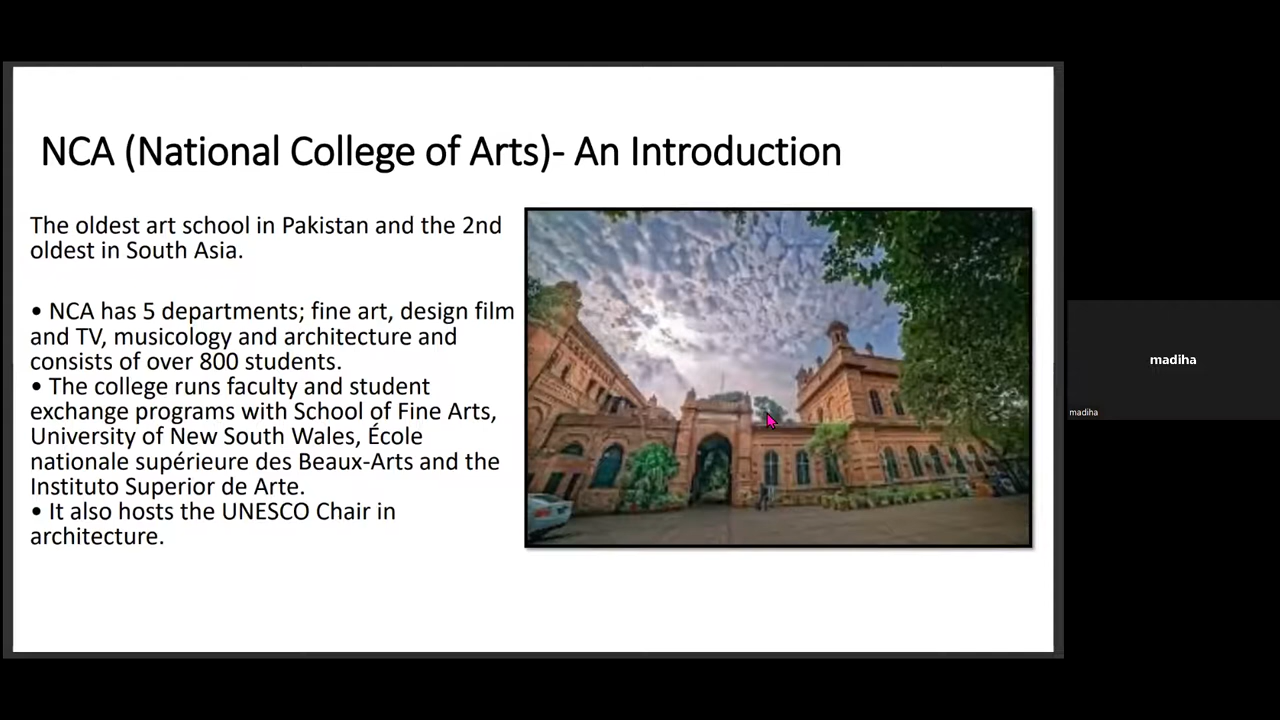 NCA (National College of Arts)- An Introduction
The oldest art school in Pakistan and the 2nd
oldest in South Asia.
• NCA has 5 departments; fine art, design film
and TV, musicology and architecture and
consists of over 800 students.
• The college runs faculty and student
exchange programs with School of Fine Arts,
University of New South Wales, École
nationale supérieure des Beaux-Arts and the
Instituto Superior de Arte.
• It also hosts the UNESCO Chair in
architecture.
madiha
madiha